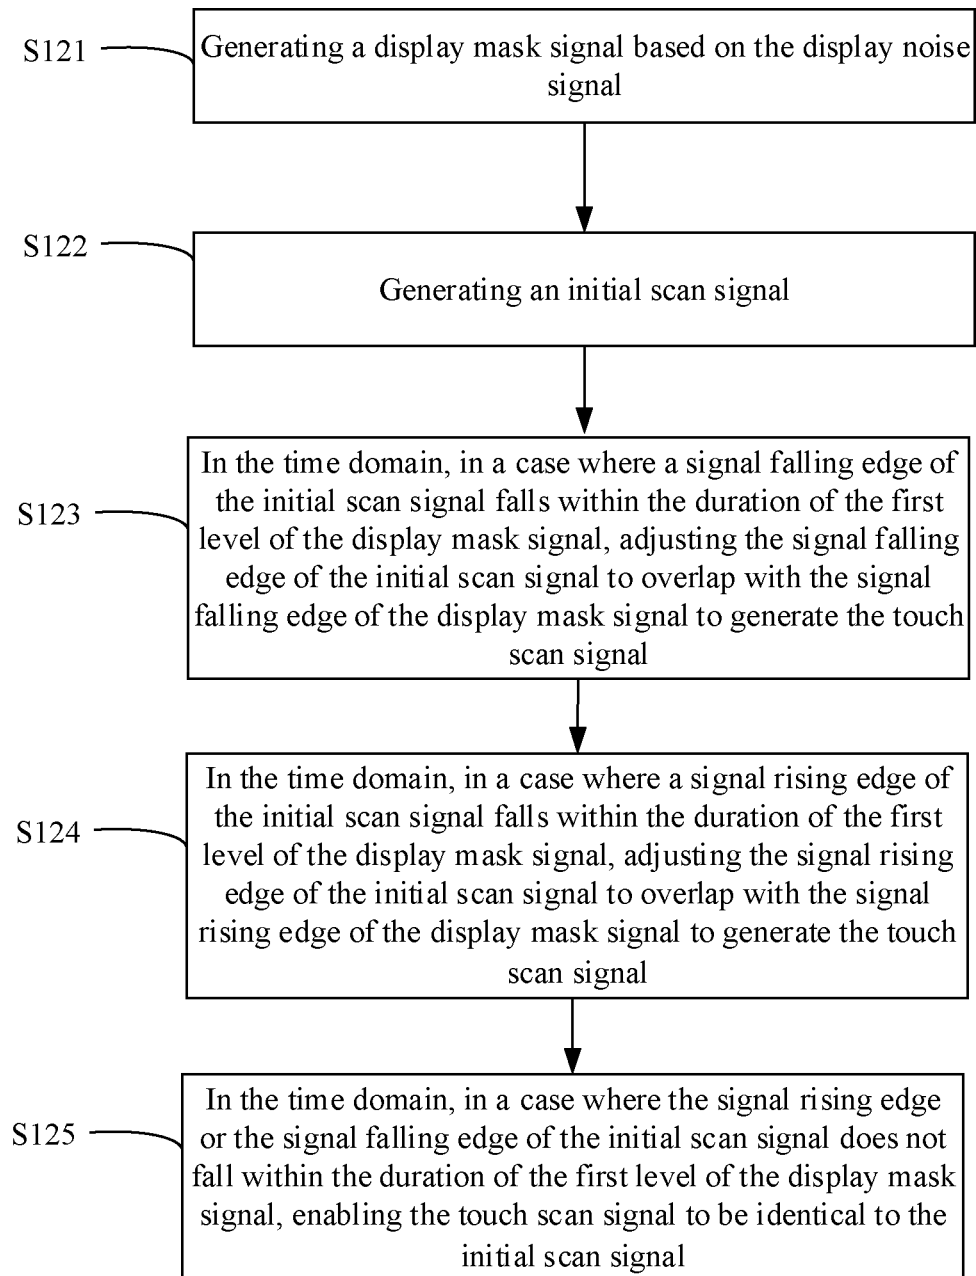 S121
Generating a display mask signal based on the display noise
signal
S122
Generating an initial scan signal
S123
In the time domain, in a case where a signal falling edge of
the initial scan signal falls within the duration of the first
level of the display mask signal, adjusting the signal falling
edge of the initial scan signal to overlap with the signal
falling edge of the display mask signal to generate the touch
scan signal
S124
In the time domain, in a case where a signal rising edge of
the initial scan signal falls within the duration of the first
level of the display mask signal, adjusting the signal rising
edge of the initial scan signal to overlap with the signal
rising edge of the display mask signal to generate the touch
scan signal
S125
In the time domain, in a case where the signal rising edge
or the signal falling edge of the initial scan signal does not
fall within the duration of the first level of the display mask
signal, enabling the touch scan signal to be identical to the
initial scan signal